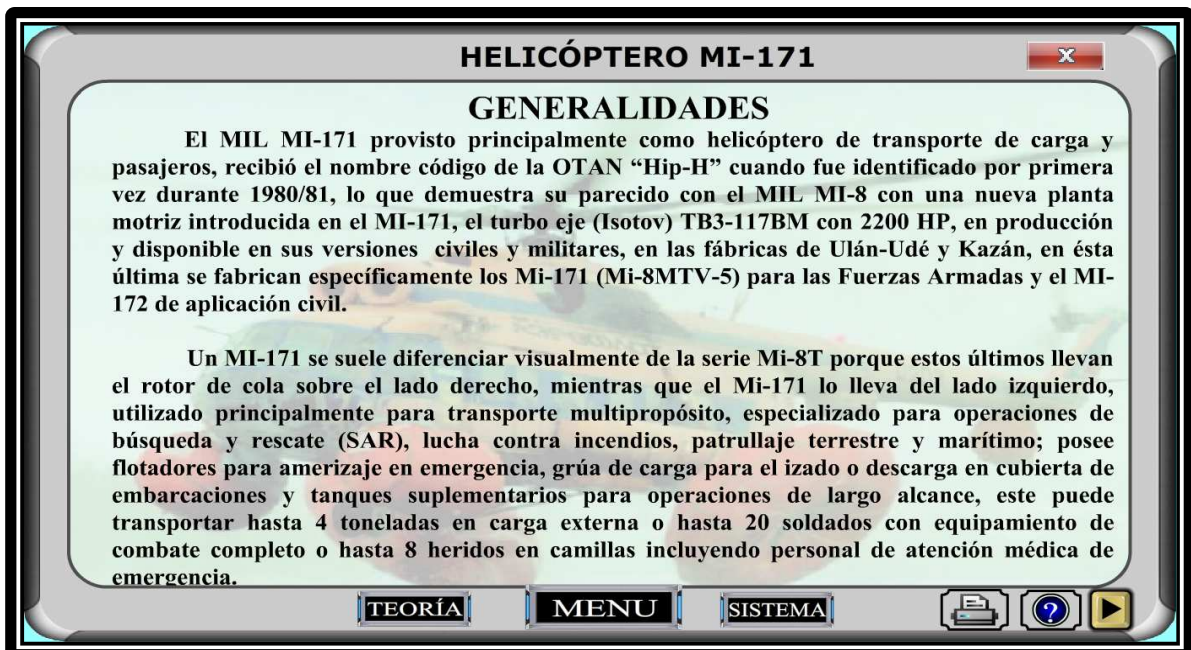 HELICÓPTERO MI-171
X
GENERALIDADES
El MIL MI-171 provisto principalmente como helicóptero de transporte de carga y
pasajeros, recibió el nombre código de la OTAN “Hip-H” cuando fue identificado por primera
vez durante 1980/81, lo que demuestra su parecido con el MIL MI-8 con una nueva planta
motriz introducida en el MI-171, el turbo eje (Isotov) TB3-117BM con 2200 HP, en producción
y disponible en sus versiones civiles y militares, en las fábricas de Ulán-Udé y Kazán, en ésta
última se fabrican específicamente los Mi-171 (Mi-8MTV-5) para las Fuerzas Armadas y el MI-
172 de aplicación civil.
Un MI-171 se suele diferenciar visualmente de la serie Mi-8T porque estos últimos llevan
el rotor de cola sobre el lado derecho, mientras que el Mi-171 lo lleva del lado izquierdo,
utilizado principalmente para transporte multipropósito, especializado para operaciones de
búsqueda y rescate (SAR), lucha contra incendios, patrullaje terrestre y marítimo; posee
flotadores para amerizaje en emergencia, grúa de carga para el izado o descarga en cubierta de
embarcaciones y tanques suplementarios para operaciones de largo alcance, este puede
transportar hasta 4 toneladas en carga externa o hasta 20 soldados con equipamiento de
combate completo o hasta 8 heridos en camillas incluyendo personal de atención médica de
emergencia.
TEORÍA
MENU
SISTEMA
?